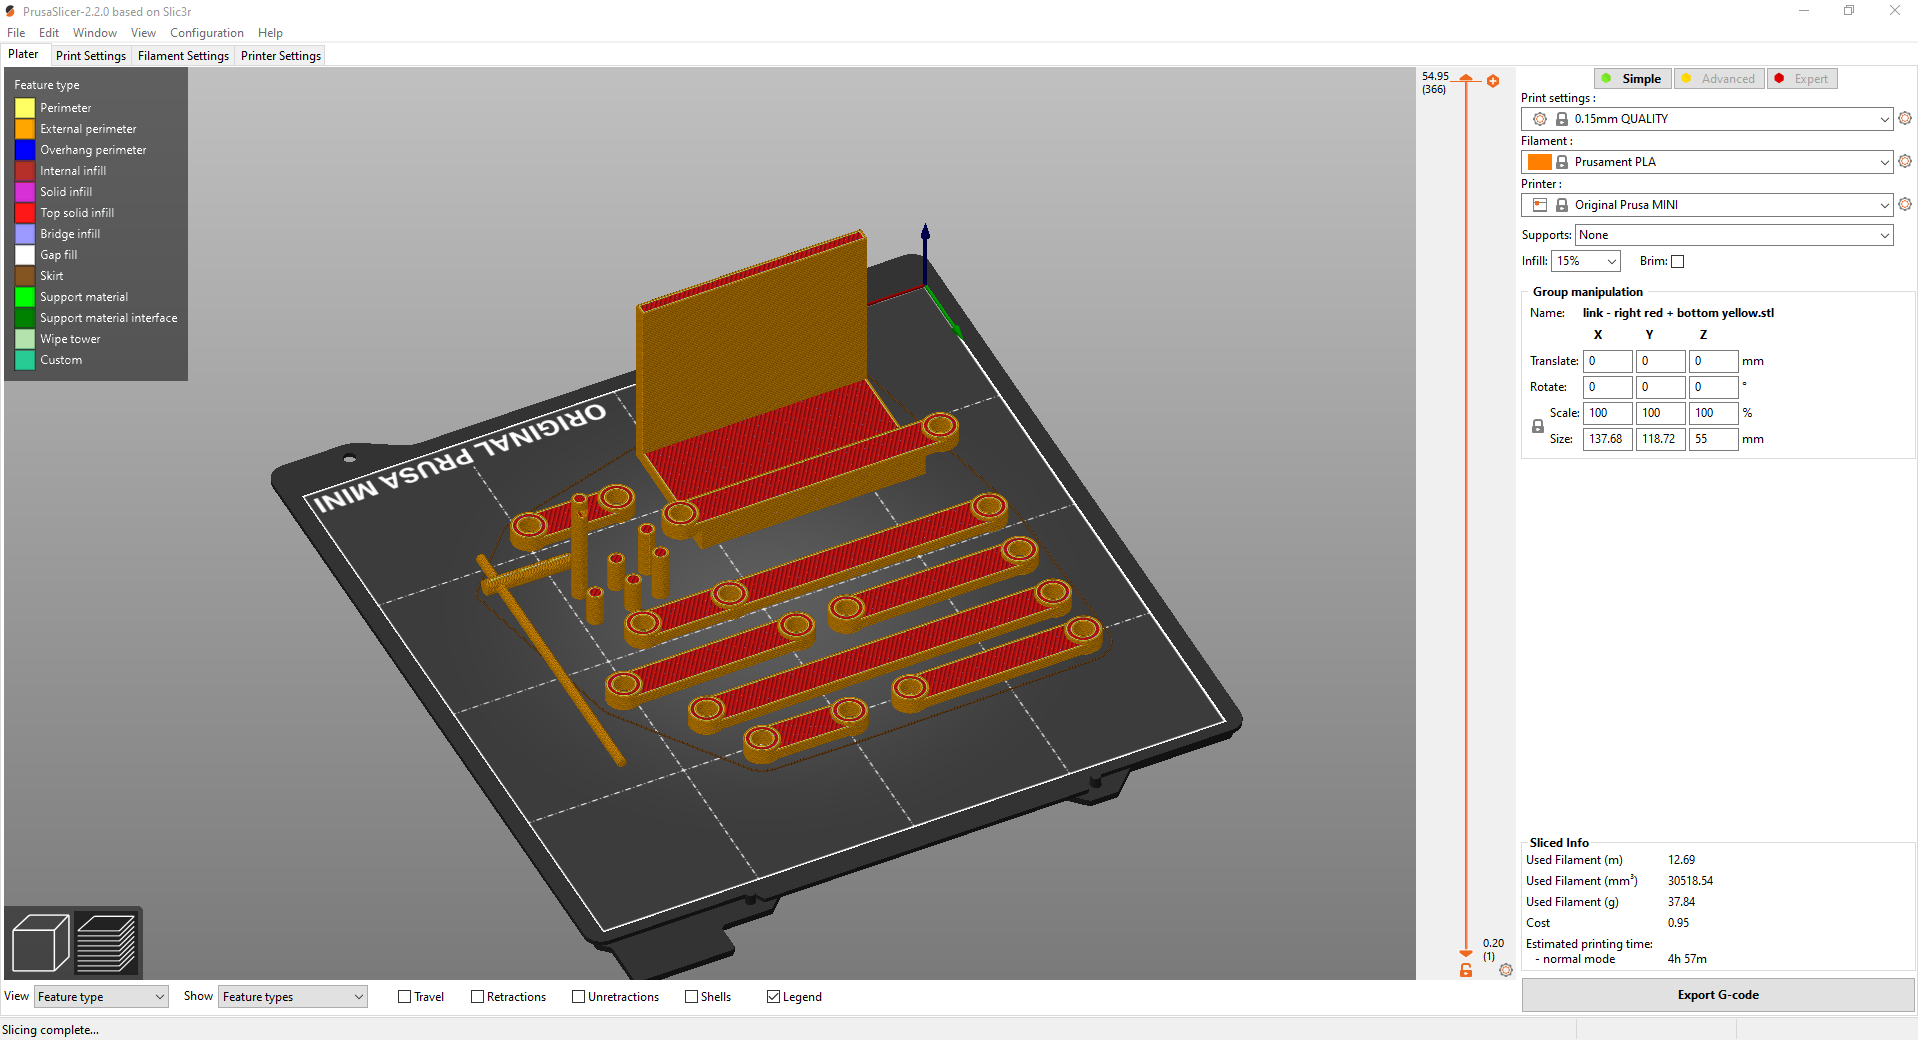 PrusaSlicer-2.2.0 based on Slic3r
File Edit Window View Configuration Help
Plater Print Settings Filament Settings Printer Settings
Feature type
Perimeter
External perimeter
Overhang perimeter
Internal infill
Solid infill
Top solid infill
Bridge infill
Gap fill
Skirt
Support material
Support material interface
Wipe tower
Custom
ORIGINAL PRUSA MINI
54.95
(366)
0.20
(1)
Simple Advanced Expert
Print settings :
0.15mm QUALITY
Filament :
Prusament PLA
Printer :
Original Prusa MINI
Supports: None
Infill: 15% Brim:
Group manipulation
Name: link - right red + bottom yellow.stl
X Y Z
Translate: 0 0 0 mm
Rotate: 0 0 0 °
Scale: 100 100 100 %
Size: 137.68 118.72 55 mm
Sliced Info
Used Filament (m) 12.69
Used Filament (mm³) 30518.54
Used Filament (g) 37.84
Cost 0.95
Estimated printing time:
- normal mode 4h 57m
Export G-code
View Feature type Show Feature types Travel Retractions Unretractions Shells Legend
Slicing complete...